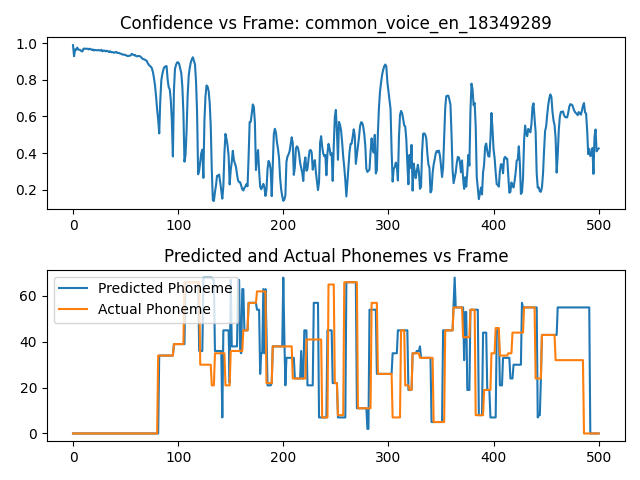 Confidence vs Frame: common_voice_en_18349289
1.0
0.8
0.6
0.4
0.2
0 100 200 300 400 500
Predicted and Actual Phonemes vs Frame
Predicted Phoneme
Actual Phoneme
60
40
20
0
0 100 200 300 400 500